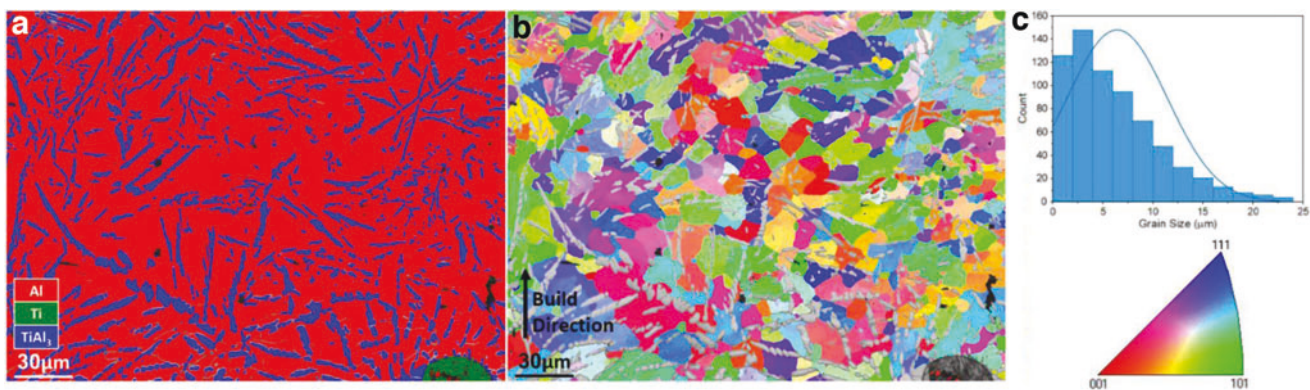 a
Al
Ti
TiAl₃
30μm
b
Build
Direction
30μm
c
160
140
120
100
80
60
40
20
0
Count
0 5 10 15 20 25
Grain Size (μm)
111
001 101